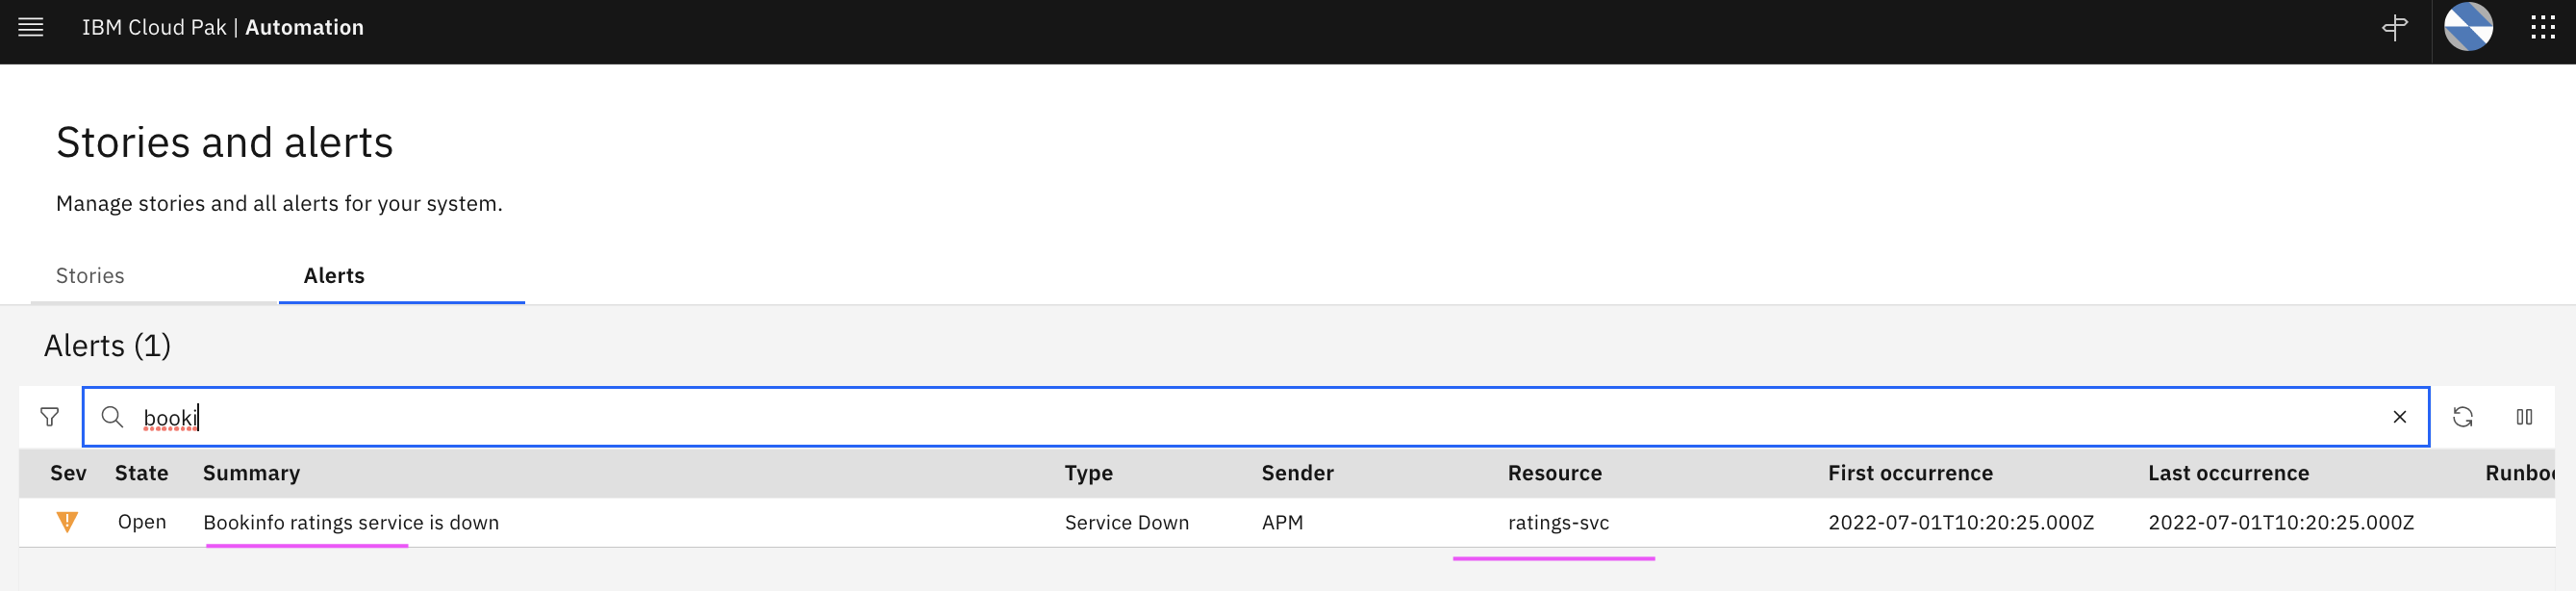 IBM Cloud Pak | Automation
Stories and alerts
Manage stories and all alerts for your system.
Stories Alerts
Alerts (1)
booki
Sev State Summary Type Sender Resource First occurrence Last occurrence
Open Bookinfo ratings service is down Service Down APM ratings-svc 2022-07-01T10:20:25.000Z 2022-07-01T10:20:25.000Z